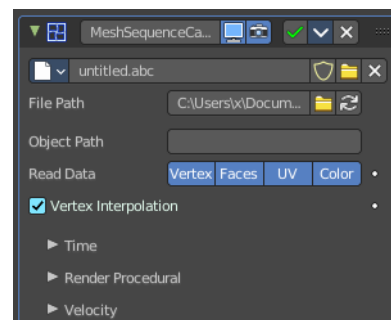 MeshSequenceCa...
untitled.abc
File Path C:\Users\x\Docum...
Object Path
Read Data Vertex Faces UV Color
Vertex Interpolation
Time
Render Procedural
Velocity